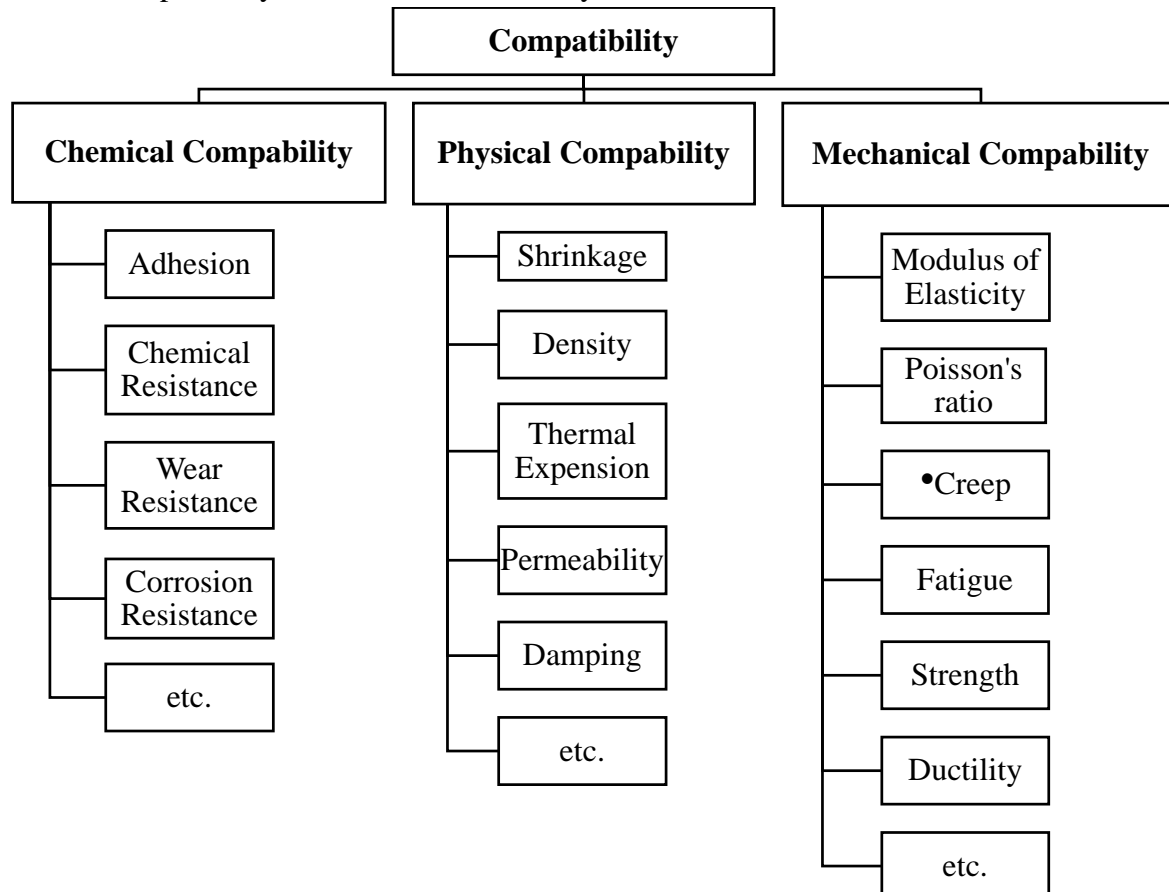 Compatibility
Chemical Compability
Adhesion
Chemical
Resistance
Wear
Resistance
Corrosion
Resistance
etc.
Physical Compability
Shrinkage
Density
Thermal
Expension
Permeability
Damping
etc.
Mechanical Compability
Modulus of
Elasticity
Poisson's
ratio
•Creep
Fatigue
Strength
Ductility
etc.